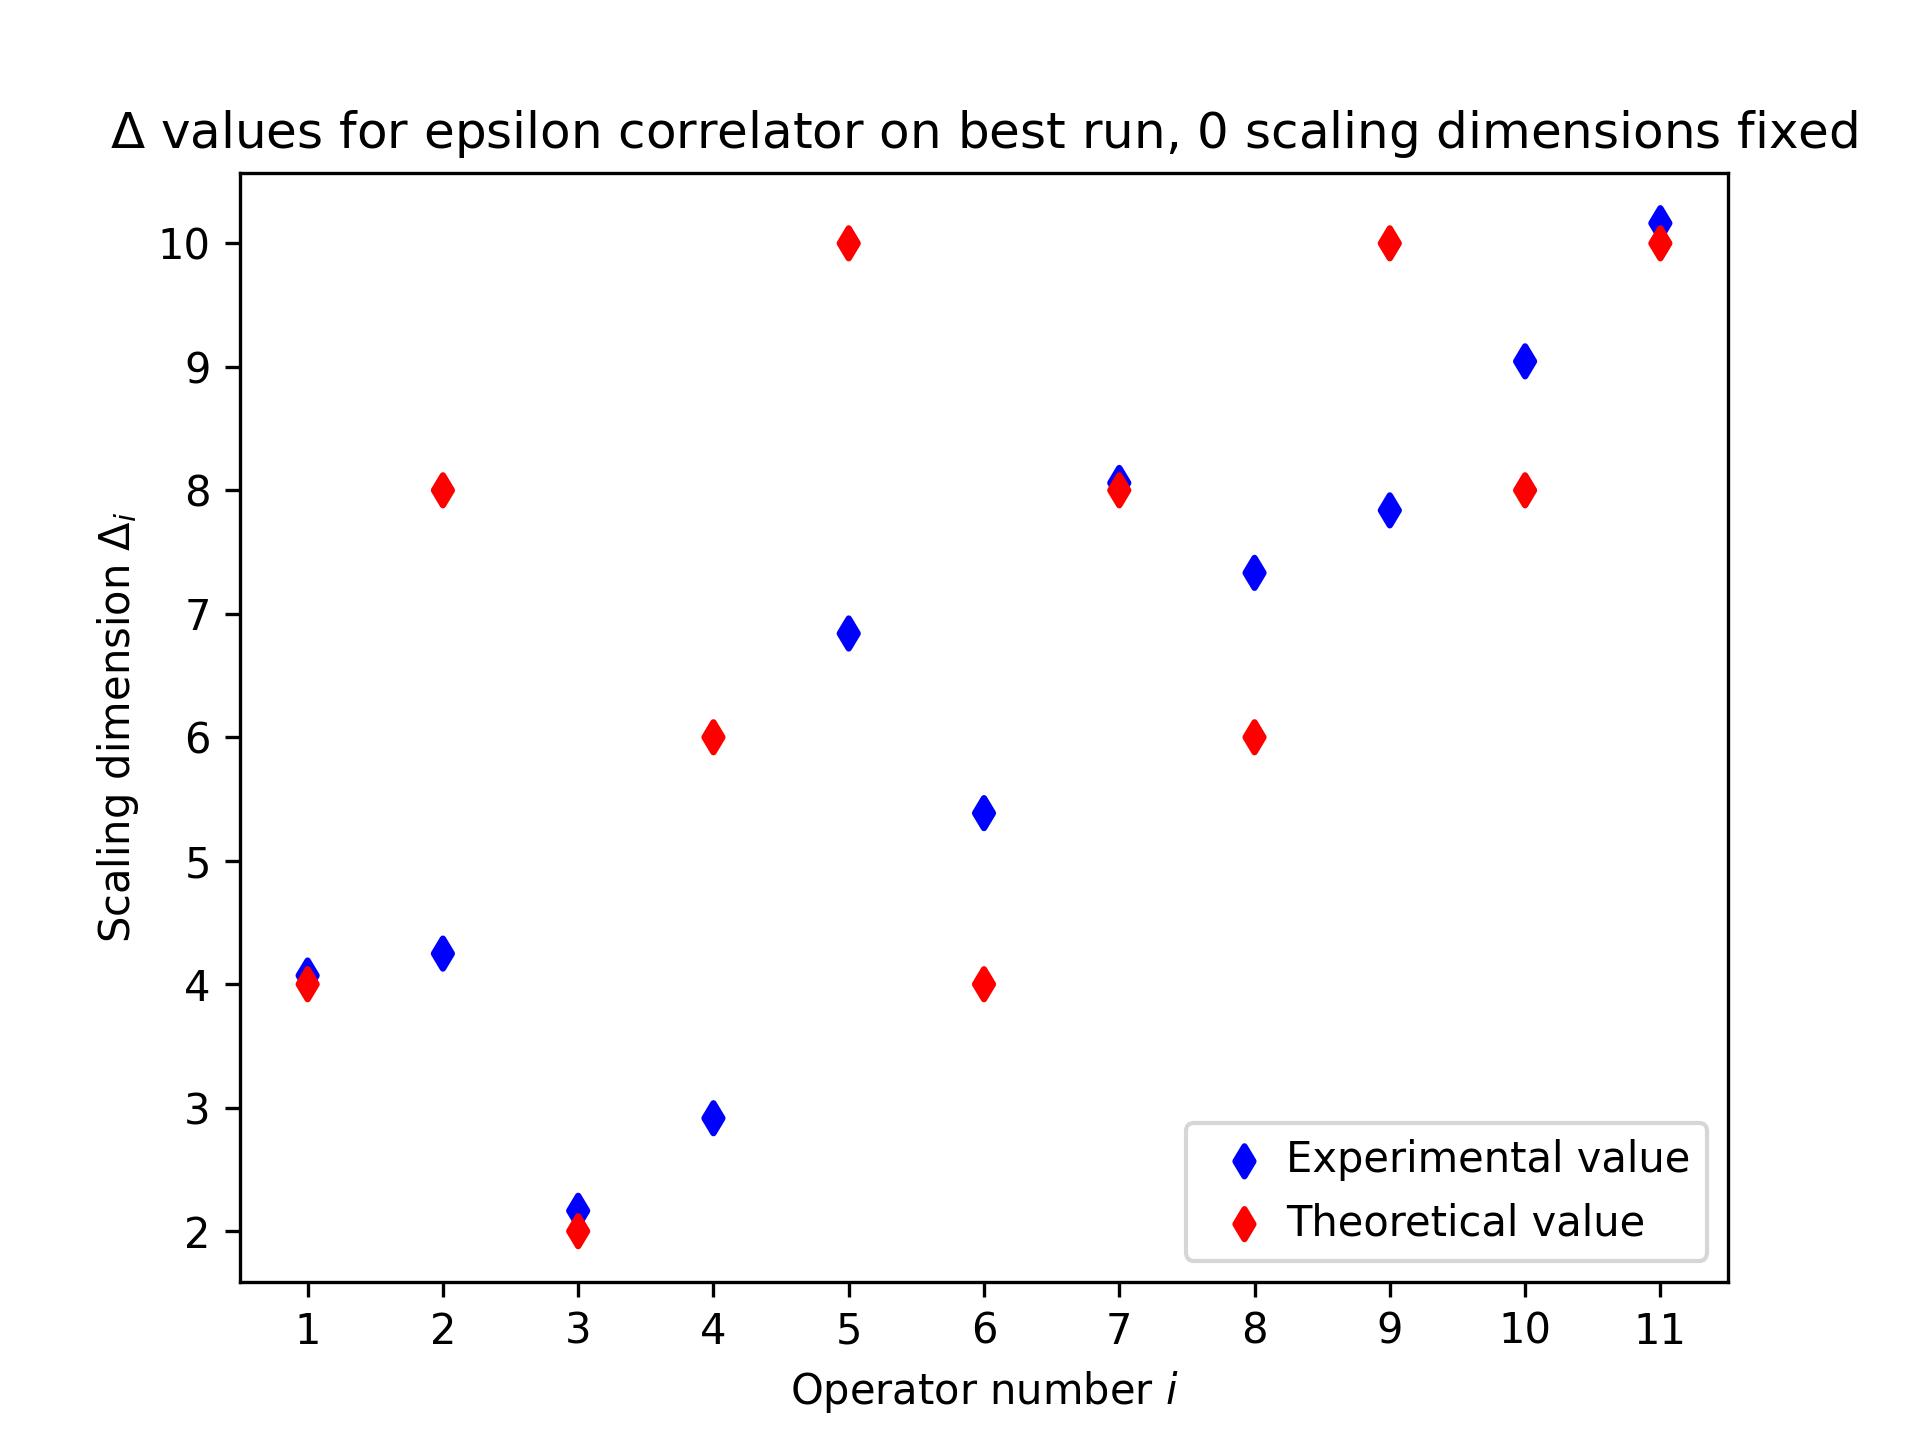 Δ values for epsilon correlator on best run, 0 scaling dimensions fixed
Scaling dimension Δᵢ
10
9
8
7
6
5
4
3
2
Experimental value
Theoretical value
1 2 3 4 5 6 7 8 9 10 11
Operator number i